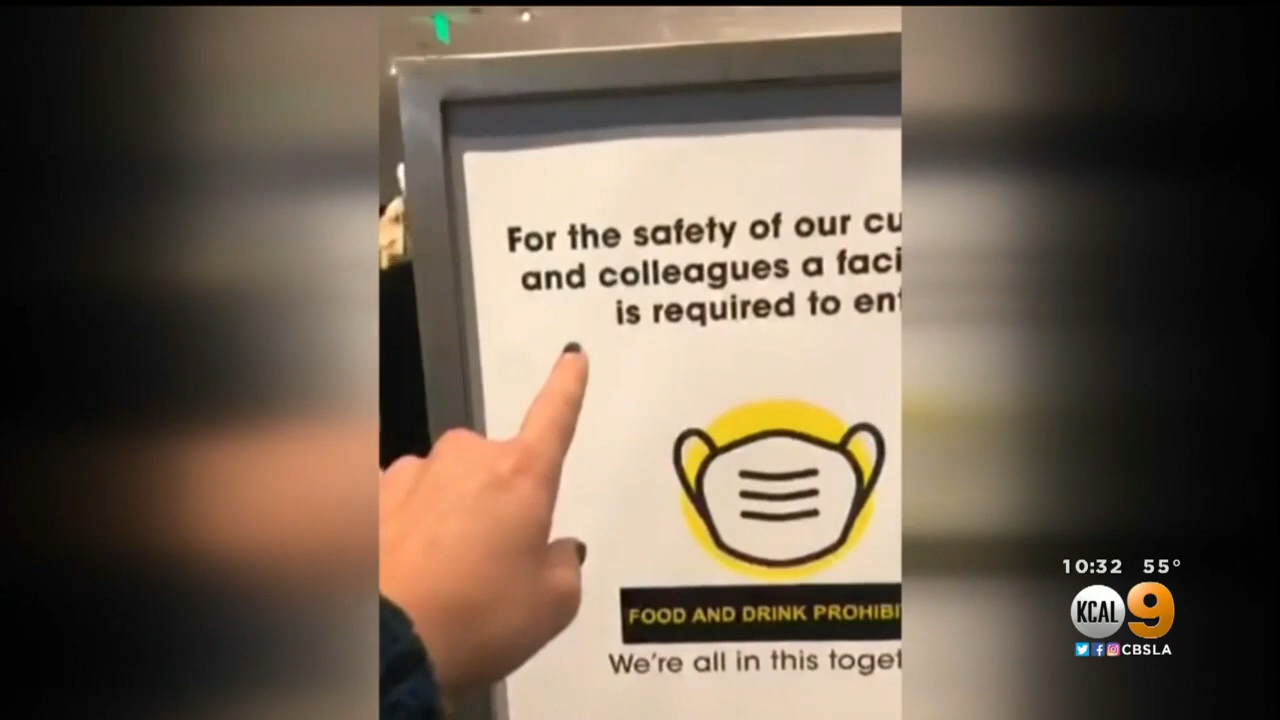 For the safety of our cu
and colleagues a faci
is required to ent
FOOD AND DRINK PROHIBI
We're all in this toget
10:32 55°
KCAL 9
CBSLA